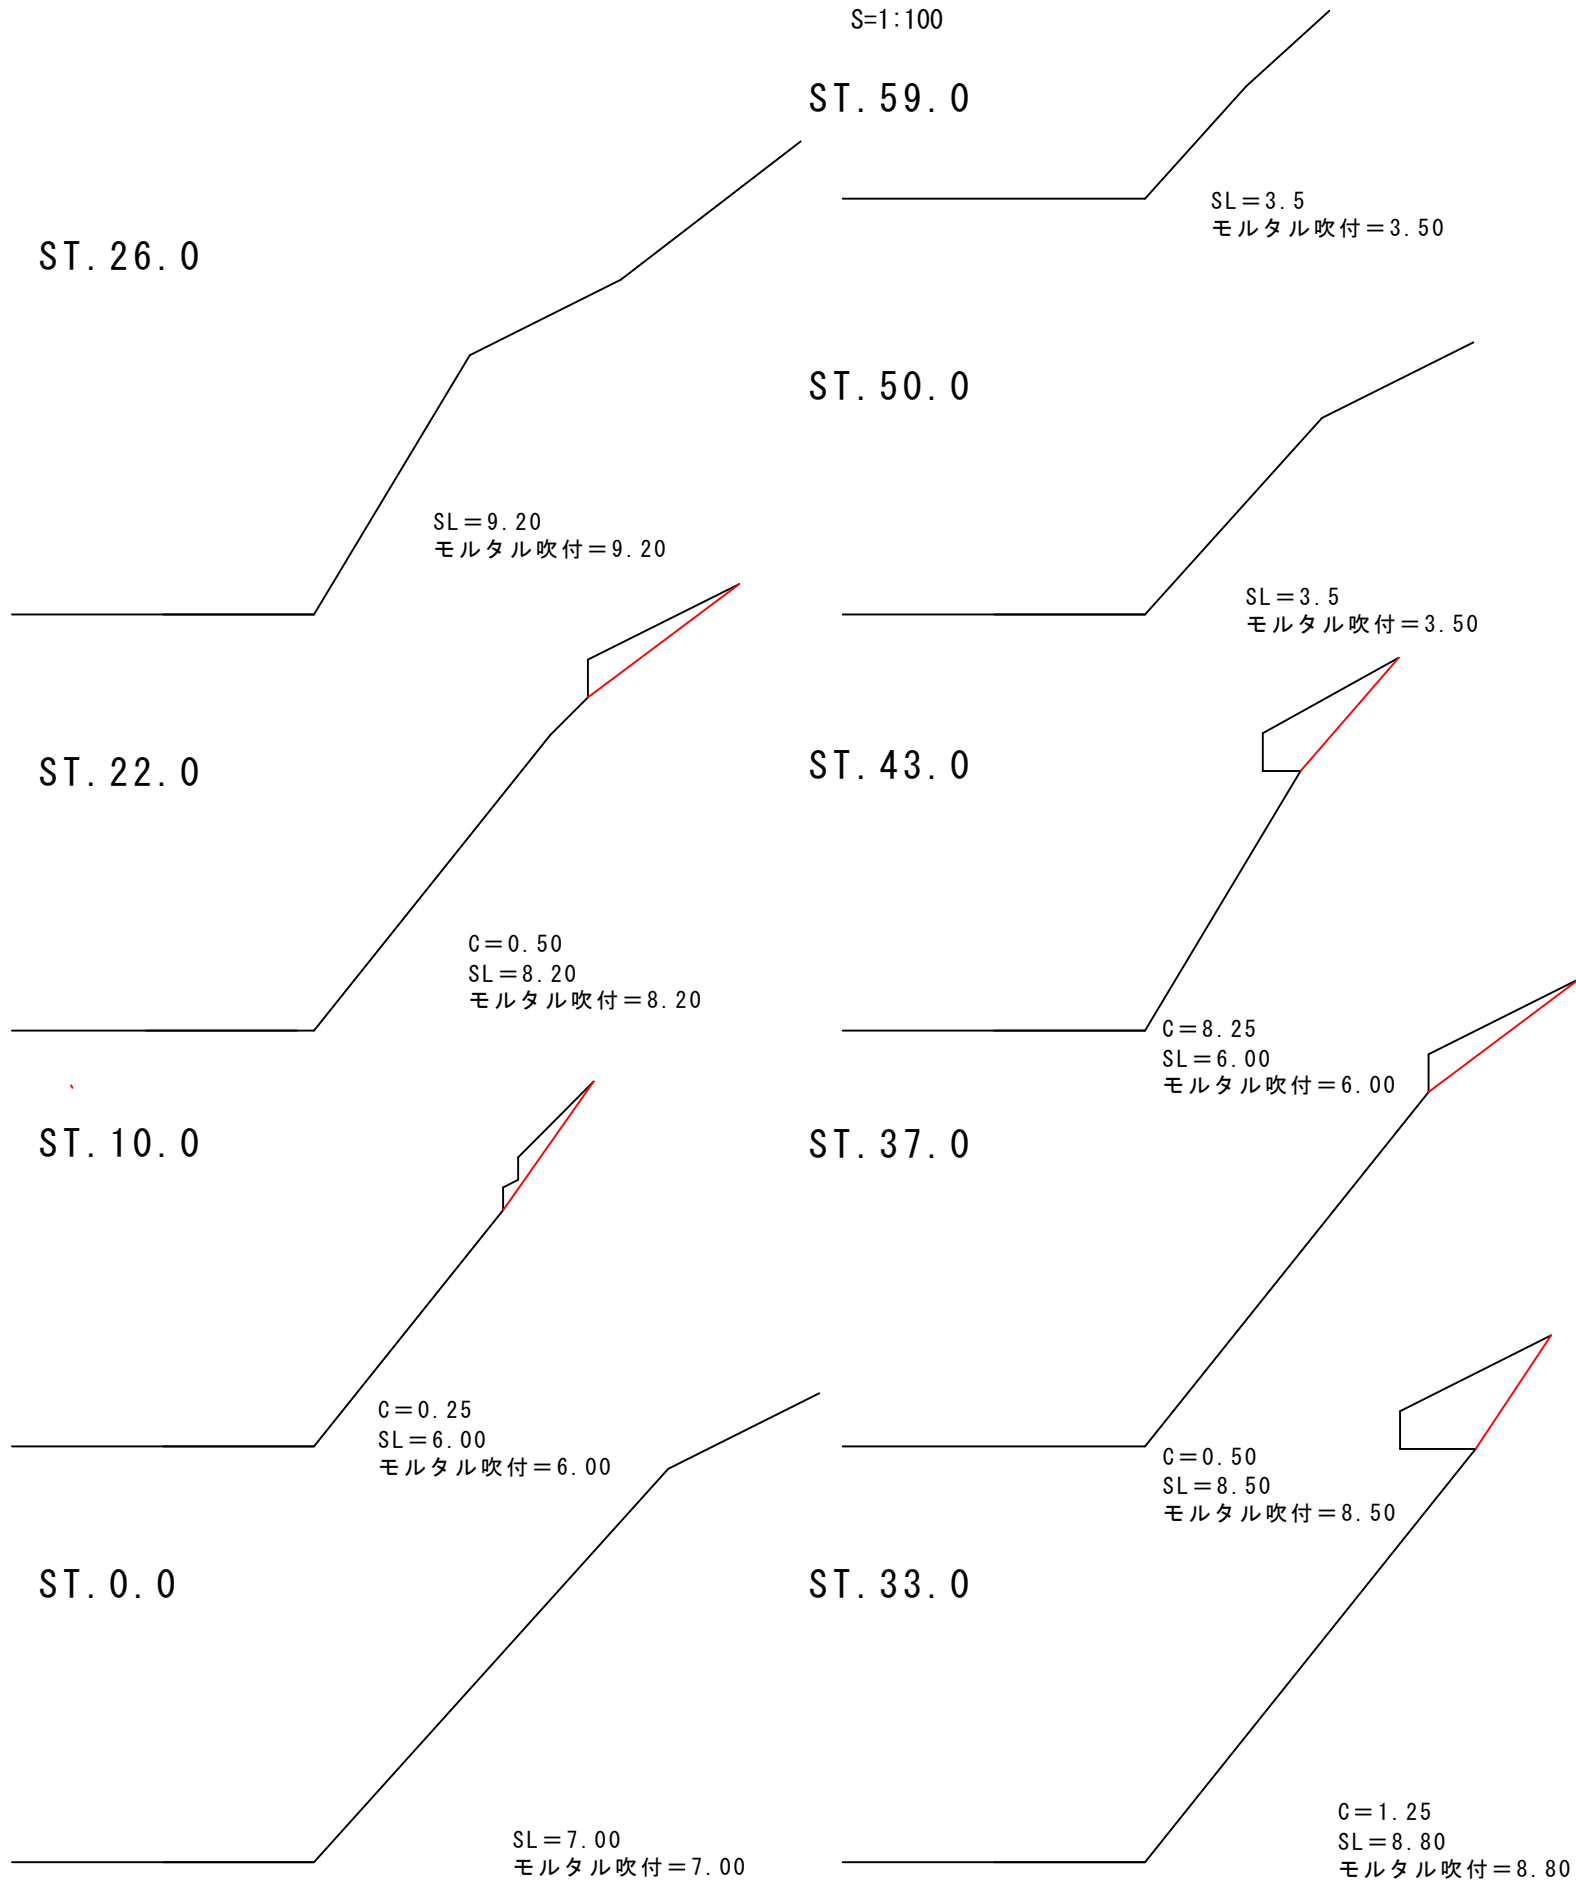 S=1:100
ST.59.0
SL=3.5
モルタル吹付=3.50
ST.26.0
SL=9.20
モルタル吹付=9.20
ST.50.0
SL=3.5
モルタル吹付=3.50
ST.22.0
C=0.50
SL=8.20
モルタル吹付=8.20
ST.43.0
C=8.25
SL=6.00
モルタル吹付=6.00
ST.10.0
C=0.25
SL=6.00
モルタル吹付=6.00
ST.37.0
C=0.50
SL=8.50
モルタル吹付=8.50
ST.0.0
SL=7.00
モルタル吹付=7.00
ST.33.0
C=1.25
SL=8.80
モルタル吹付=8.80